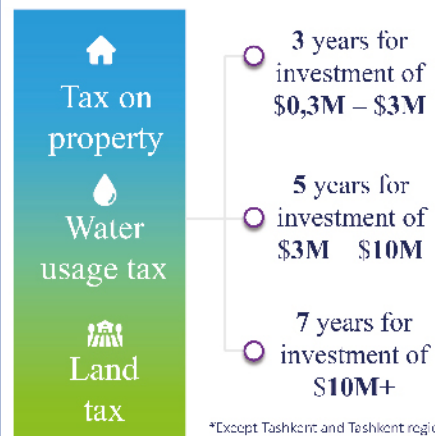 Tax on
property
Water
usage tax
Land
tax
3 years for
investment of
$0,3M – $3M
5 years for
investment of
$3M $10M
7 years for
investment of
$10M+
*Except Tashkent and Tashkent regio